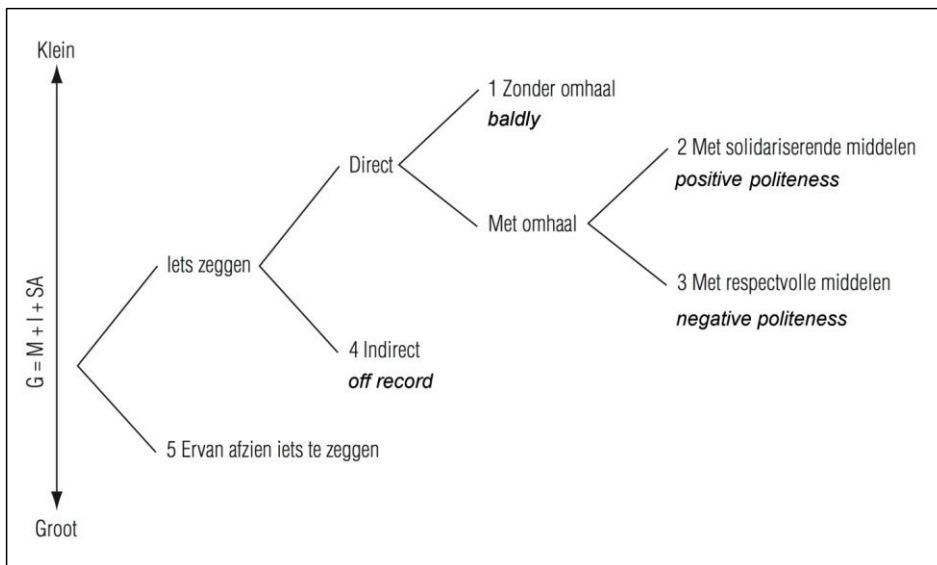 Klein
1 Zonder omhaal
baldly
Direct
2 Met solidariserende middelen
positive politeness
Met omhaal
Iets zeggen
3 Met respectvolle middelen
negative politeness
G = M + I + SA
4 Indirect
off record
5 Ervan afzien iets te zeggen
Groot